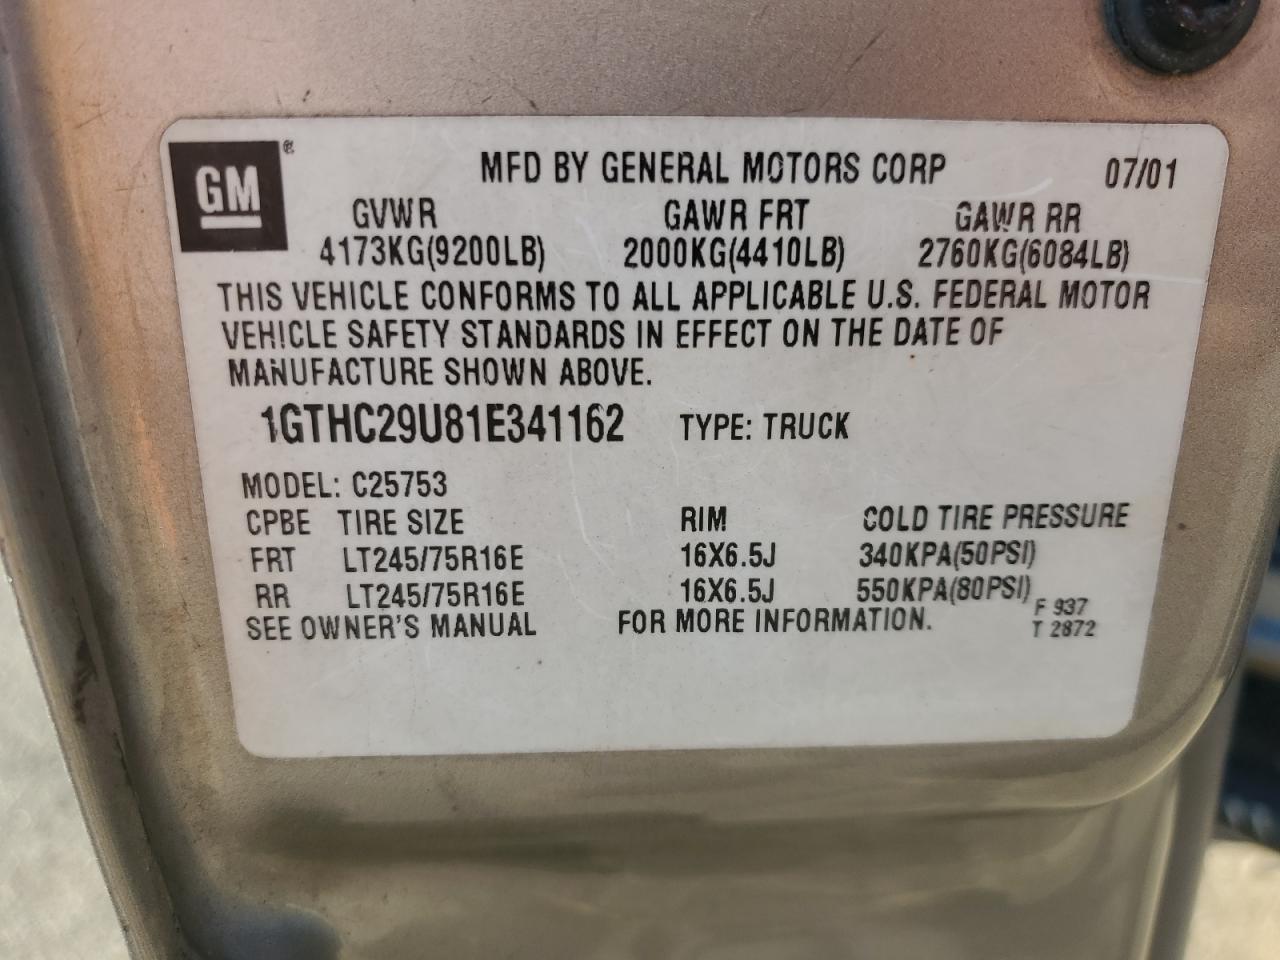 GM®
MFD BY GENERAL MOTORS CORP 07/01
GVWR GAWR FRT GAWR RR
4173KG(9200LB) 2000KG(4410LB) 2760KG(6084LB)
THIS VEHICLE CONFORMS TO ALL APPLICABLE U.S. FEDERAL MOTOR
VEHICLE SAFETY STANDARDS IN EFFECT ON THE DATE OF
MANUFACTURE SHOWN ABOVE.
1GTHC29U81E341162 TYPE: TRUCK
MODEL: C25753
CPBE TIRE SIZE RIM COLD TIRE PRESSURE
FRT LT245/75R16E 16X6.5J 340KPA(50PSI)
RR LT245/75R16E 16X6.5J 550KPA(80PSI)
SEE OWNER'S MANUAL FOR MORE INFORMATION.
F 937
T 2872